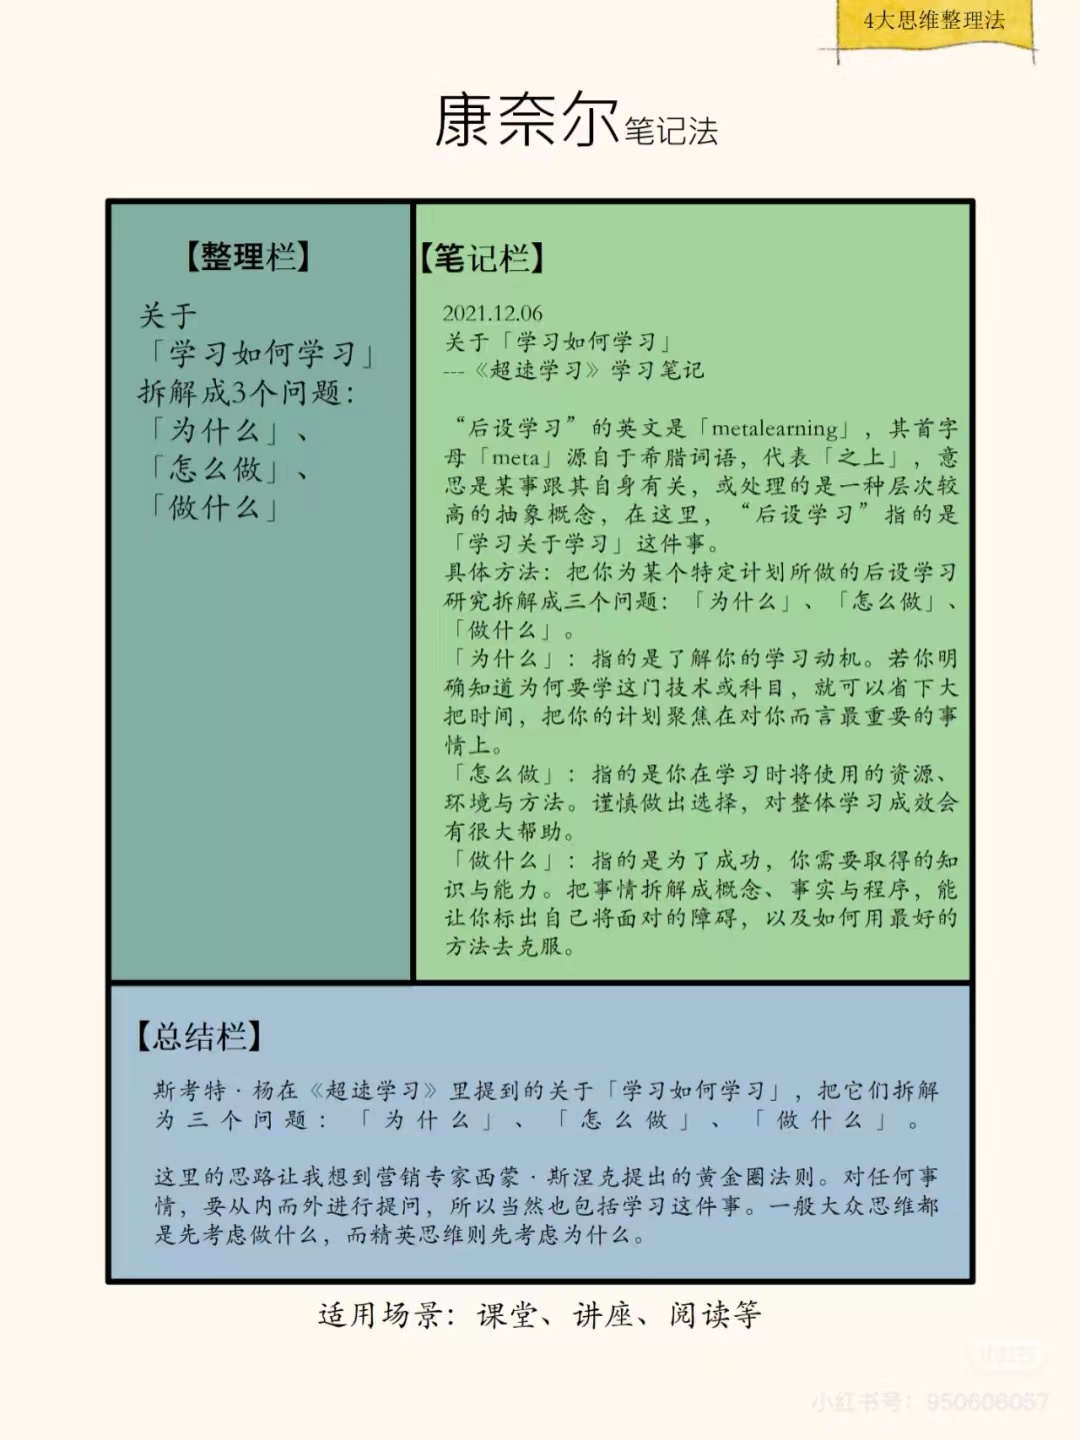 4大思维整理法
康奈尔笔记法
【整理栏】
关于
「学习如何学习」
拆解成3个问题：
「为什么」、
「怎么做」、
「做什么」
【笔记栏】
2021.12.06
关于「学习如何学习」
---《超速学习》学习笔记
“后设学习”的英文是「metalearning」，其首字
母「meta」源自于希腊词语，代表「之上」，意
思是某事跟其自身有关，或处理的是一种层次较
高的抽象概念，在这里，“后设学习”指的是
「学习关于学习」这件事。
具体方法：把你为某个特定计划所做的后设学习
研究拆解成三个问题：「为什么」、「怎么做」、
「做什么」。
「为什么」：指的是了解你的学习动机。若你明
确知道为何要学这门技术或科目，就可以省下大
把时间，把你的计划聚焦在对你而言最重要的事
情上。
「怎么做」：指的是你在学习时将使用的资源、
环境与方法。谨慎做出选择，对整体学习成效会
有很大帮助。
「做什么」：指的是为了成功，你需要取得的知
识与能力。把事情拆解成概念、事实与程序，能
让你标出自己将面对的障碍，以及如何用最好的
方法去克服。
【总结栏】
斯考特·杨在《超速学习》里提到的关于「学习如何学习」，把它们拆解
为三个问题：「为什么」、「怎么做」、「做什么」。
这里的思路让我想到营销专家西蒙·斯涅克提出的黄金圈法则。对任何事
情，要从内而外进行提问，所以当然也包括学习这件事。一般大众思维都
是先考虑做什么，而精英思维则先考虑为什么。
适用场景：课堂、讲座、阅读等
小红书
小红书号：950606057